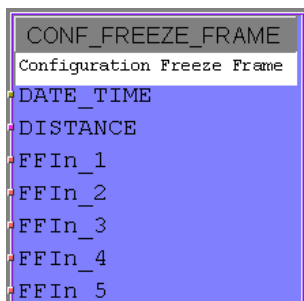 CONF_FREEZE_FRAME
Configuration Freeze Frame
DATE_TIME
DISTANCE
FFIn_1
FFIn_2
FFIn_3
FFIn_4
FFIn_5